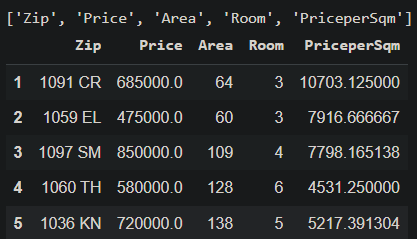 ['Zip', 'Price', 'Area', 'Room', 'PriceperSqm']
Zip Price Area Room PriceperSqm
1 1091 CR 685000.0 64 3 10703.125000
2 1059 EL 475000.0 60 3 7916.666667
3 1097 SM 850000.0 109 4 7798.165138
4 1060 TH 580000.0 128 6 4531.250000
5 1036 KN 720000.0 138 5 5217.391304